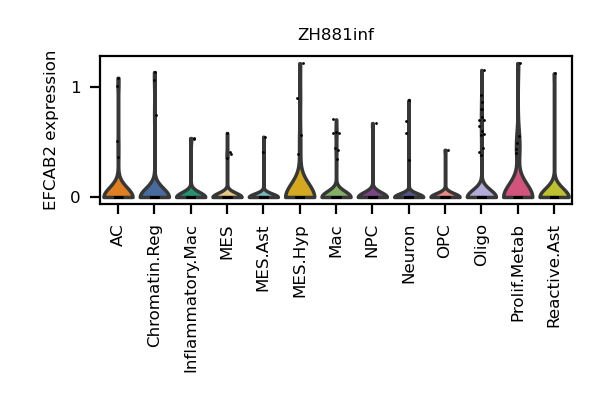 ZH881inf
EFCAB2 expression
1
0
AC
Chromatin.Reg
Inflammatory.Mac
MES
MES.Ast
MES.Hyp
Mac
NPC
Neuron
OPC
Oligo
Prolif.Metab
Reactive.Ast